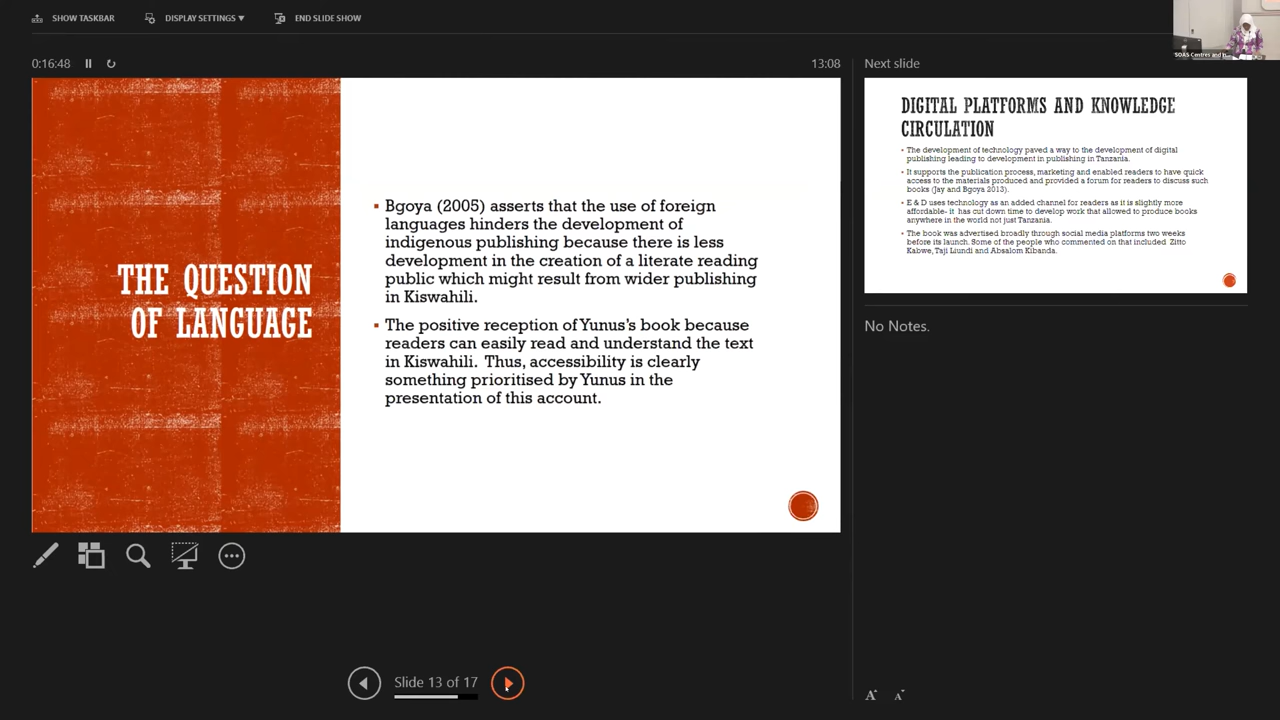 SHOW TASKBAR
DISPLAY SETTINGS ▼
END SLIDE SHOW
0:16:48
13:08
THE QUESTION
OF LANGUAGE
▪ Bgoya (2005) asserts that the use of foreign
languages hinders the development of
indigenous publishing because there is less
development in the creation of a literate reading
public which might result from wider publishing
in Kiswahili.
▪ The positive reception of Yunus's book because
readers can easily read and understand the text
in Kiswahili. Thus, accessibility is clearly
something prioritised by Yunus in the
presentation of this account.
Slide 13 of 17
Next slide
DIGITAL PLATFORMS AND KNOWLEDGE
CIRCULATION
▪ The development of technology paved a way to the development of digital
publishing leading to development in publishing in Tanzania.
▪ It supports the publication process, marketing and enabled readers to have quick
access to the materials produced and provided a forum for readers to discuss such
books (Jay and Bgoya 2013).
▪ E & D uses technology as an added channel for readers as it is slightly more
affordable- it has cut down time to develop work that allowed to produce books
anywhere in the world not just Tanzania.
▪ The book was advertised broadly through social media platforms two weeks
before its launch. Some of the people who commented on that included Zitto
Kabwe, Taji Liundi and Absalom Kibanda.
No Notes.
A A
SOAS Centres and